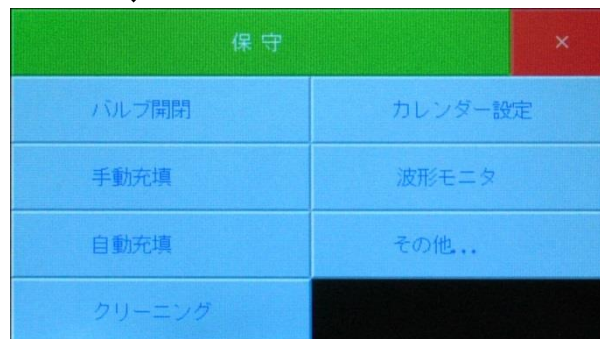 保守 ×
バルブ開閉 カレンダー設定
手動充填 波形モニタ
自動充填 その他...
クリーニング